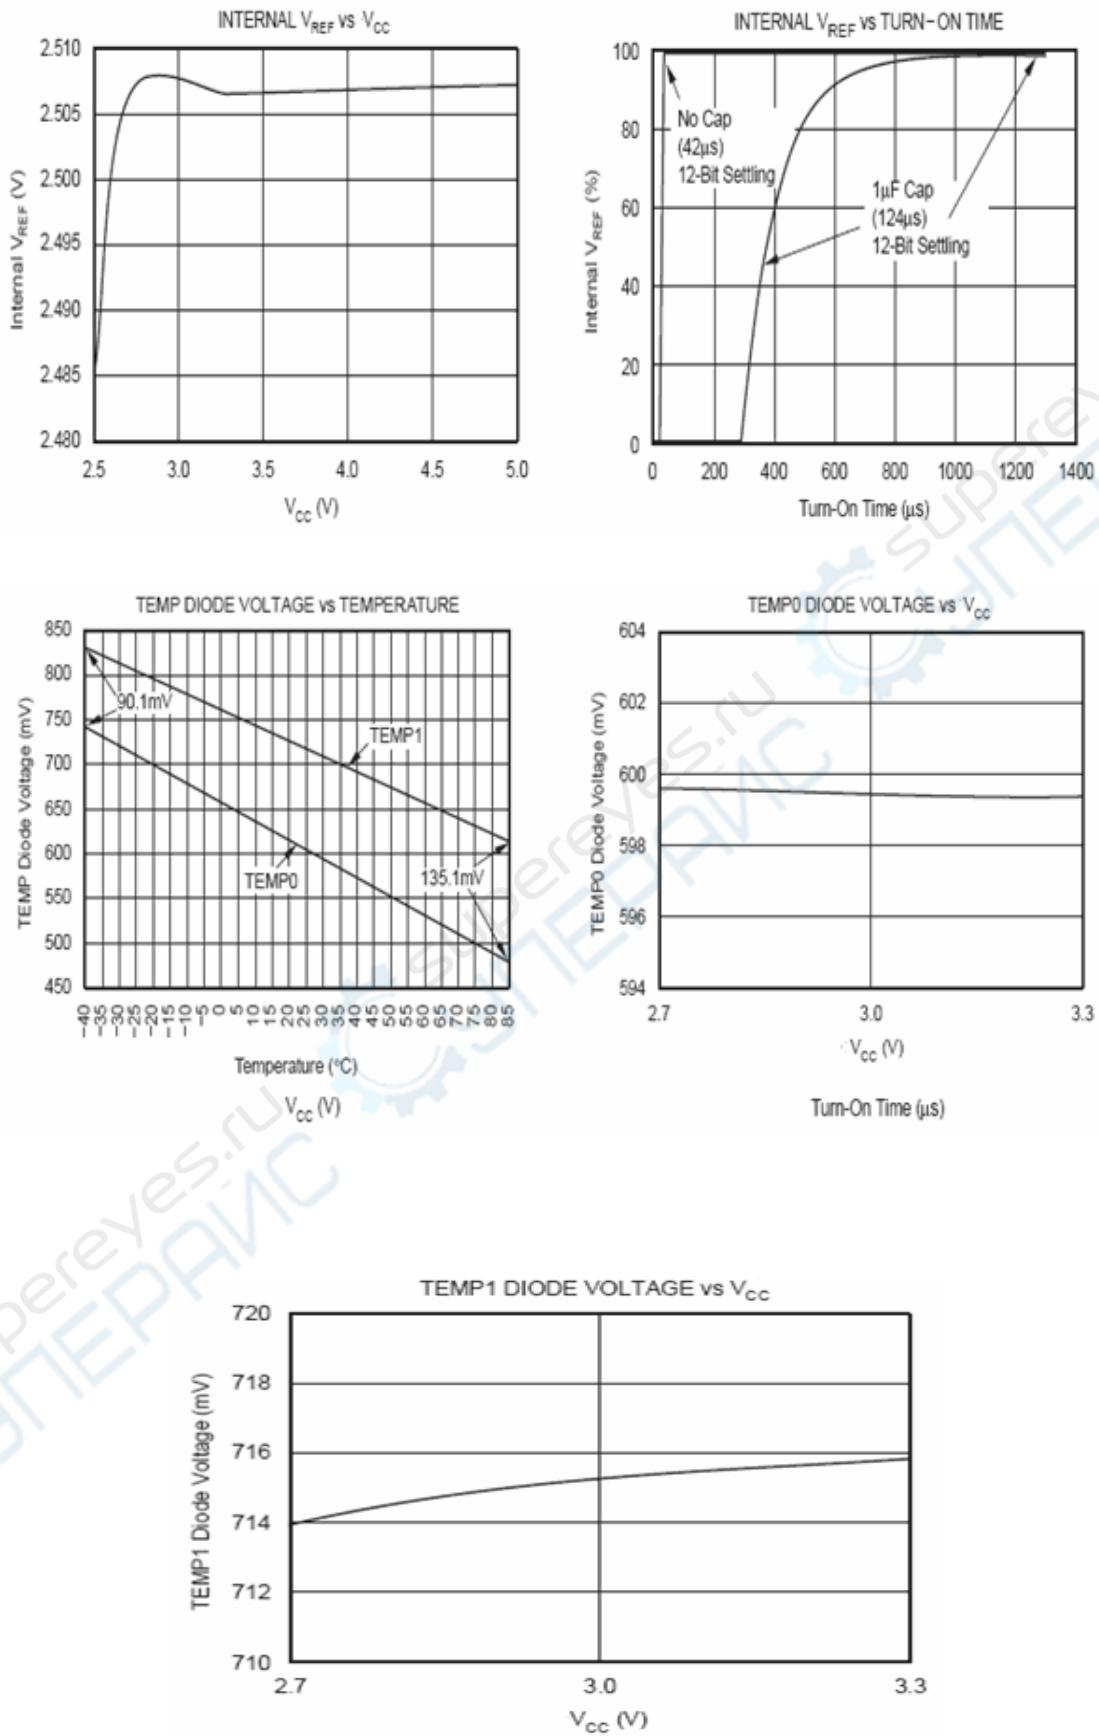 INTERNAL VREF vs VCC
2.510
2.505
2.500
2.495
2.490
2.485
2.480
Internal VREF (V)
2.5 3.0 3.5 4.0 4.5 5.0
VCC (V)
INTERNAL VREF vs TURN-ON TIME
100
80
60
40
20
0
Internal VREF (%)
No Cap
(42μs)
12-Bit Settling
1μF Cap
(124μs)
12-Bit Settling
0 200 400 600 800 1000 1200 1400
Turn-On Time (μs)
TEMP DIODE VOLTAGE vs TEMPERATURE
850
800
750
700
650
600
550
500
450
TEMP Diode Voltage (mV)
90.1mV
TEMP1
TEMP0
135.1mV
-40 -35 -30 -25 -20 -15 -10 -5 0 5 10 15 20 25 30 35 40 45 50 55 60 65 70 75 80 85
Temperature (°C)
VCC (V)
TEMP0 DIODE VOLTAGE vs VCC
604
602
600
598
596
594
TEMP0 Diode Voltage (mV)
2.7 3.0 3.3
VCC (V)
Turn-On Time (μs)
TEMP1 DIODE VOLTAGE vs VCC
720
718
716
714
712
710
TEMP1 Diode Voltage (mV)
2.7 3.0 3.3
VCC (V)
supereyes.ru
СУПЕРАЙС
supereyes.ru
СУПЕРАЙС